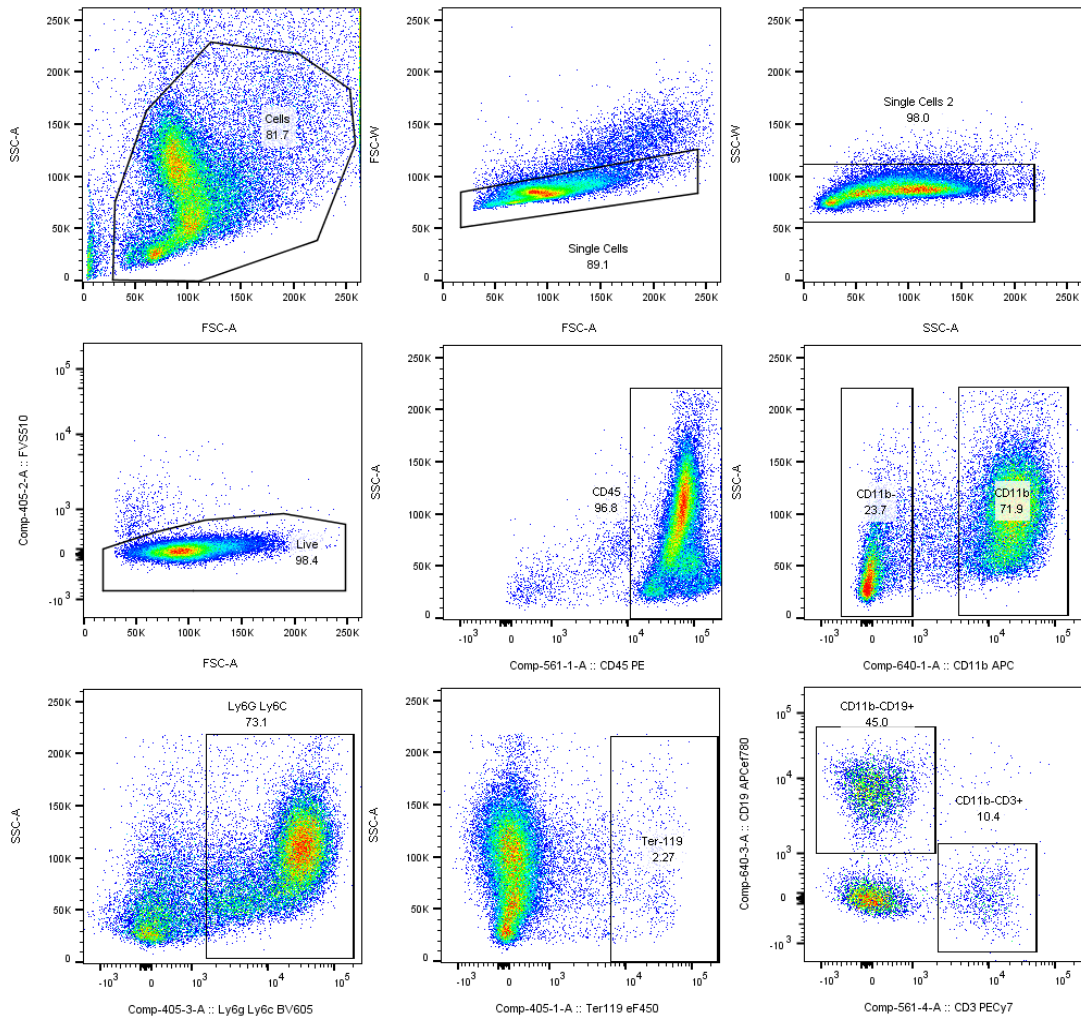 250K
200K
150K
100K
50K
0
SSC-A
Cells
81.7
0
50K
100K
150K
200K
250K
FSC-A
250K
200K
150K
100K
50K
0
FSC-W
Single Cells
89.1
0
50K
100K
150K
200K
250K
FSC-A
250K
200K
150K
100K
50K
0
SSC-W
Single Cells 2
98.0
0
50K
100K
150K
200K
250K
SSC-A
10^5
10^4
10^3
0
-10^3
Comp-405-2-A :: FVS510
Live
98.4
0
50K
100K
150K
200K
250K
FSC-A
250K
200K
150K
100K
50K
0
SSC-A
CD45
96.8
-10^3
0
10^3
10^4
10^5
Comp-561-1-A :: CD45 PE
250K
200K
150K
100K
50K
0
SSC-A
CD11b-
23.7
CD11b
71.9
-10^3
0
10^3
10^4
10^5
Comp-640-1-A :: CD11b APC
250K
200K
150K
100K
50K
0
SSC-A
Ly6G Ly6C
73.1
-10^3
0
10^3
10^4
10^5
Comp-405-3-A :: Ly6g Ly6c BV605
250K
200K
150K
100K
50K
0
SSC-A
Ter-119
2.27
-10^3
0
10^3
10^4
10^5
Comp-405-1-A :: Ter119 eF450
10^5
10^4
10^3
0
-10^3
Comp-640-3-A :: CD19 APCef780
CD11b-CD19+
45.0
CD11b-CD3+
10.4
-10^3
0
10^3
10^4
10^5
Comp-561-4-A :: CD3 PECy7